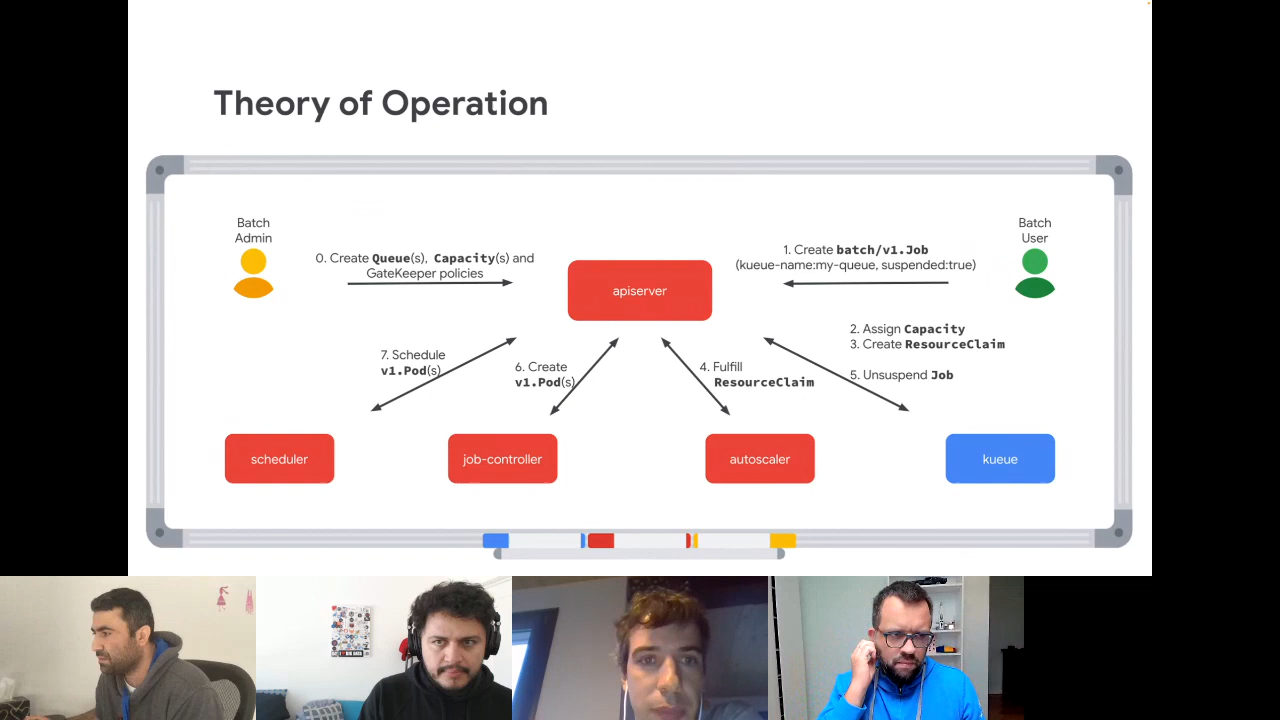 Theory of Operation
Batch
Admin
0. Create Queue(s), Capacity(s) and
GateKeeper policies
apiserver
1. Create batch/v1.Job
(kueue-name:my-queue, suspended:true)
Batch
User
2. Assign Capacity
3. Create ResourceClaim
5. Unsuspend Job
7. Schedule
v1.Pod(s)
6. Create
v1.Pod(s)
4. Fulfill
ResourceClaim
scheduler
job-controller
autoscaler
kueue